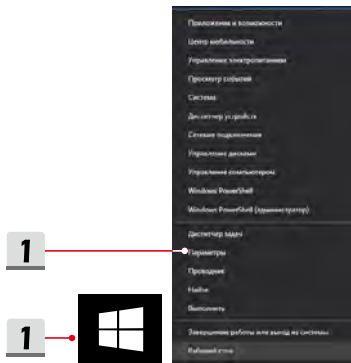 Приложения и возможности
Центр мобильности
Управление электропитанием
Просмотр событий
Система
Диспетчер устройств
Сетевые подключения
Управление дисками
Управление компьютером
Windows PowerShell
Windows PowerShell (администратор)
Диспетчер задач
1
Параметры
Проводник
Найти
Выполнить
1
Завершение работы или выход из системы
Рабочий стол